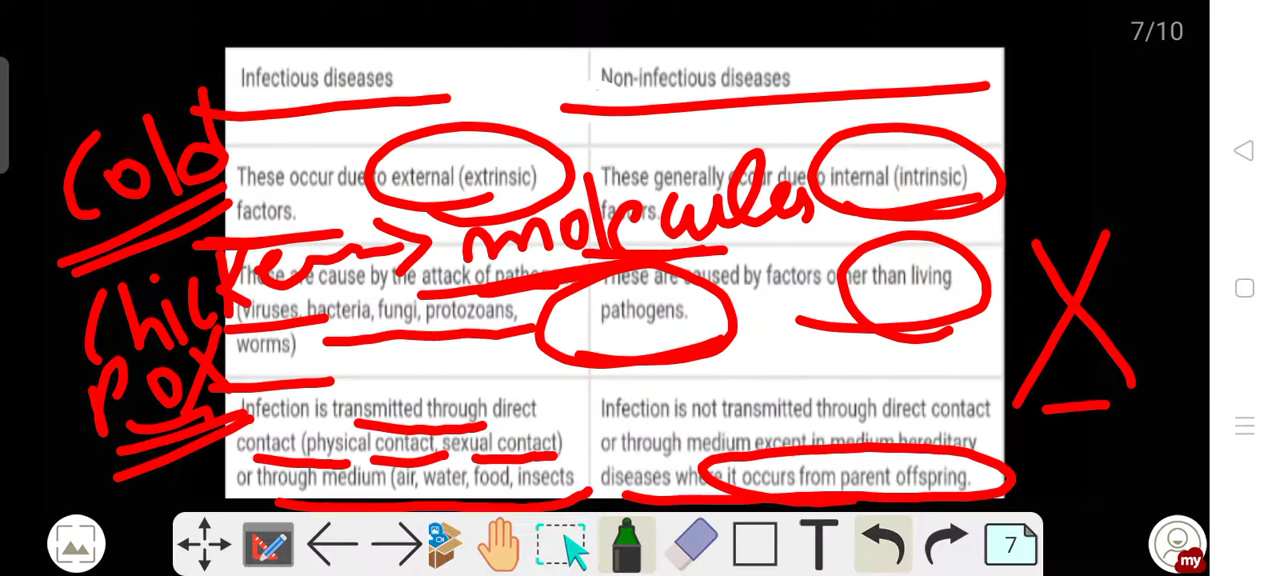 7/10
Infectious diseases
Non-infectious diseases
Cold
These occur due to external (extrinsic)
factors.
These generally occur due to internal (intrinsic)
factors.
molcules
These are cause by the attack of
(viruses, bacteria, fungi, protozoans,
worms)
These are caused by factors other than living
pathogens.
Chicken
pox
X
Infection is transmitted through direct
contact (physical contact, sexual contact)
or through medium (air, water, food, insects
Infection is not transmitted through direct contact
or through medium except in medium hereditary
diseases where it occurs from parent offspring.
T
7
my